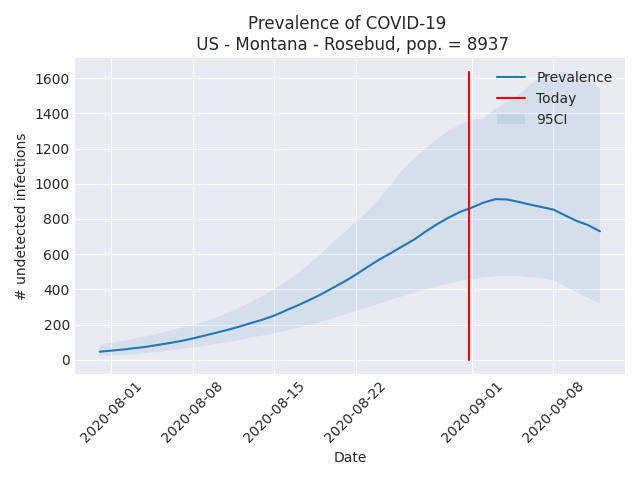 Prevalence of COVID-19
US - Montana - Rosebud, pop. = 8937
# undetected infections
1600
1400
1200
1000
800
600
400
200
0
Prevalence
Today
95CI
2020-08-01
2020-08-08
2020-08-15
2020-08-22
2020-09-01
2020-09-08
Date